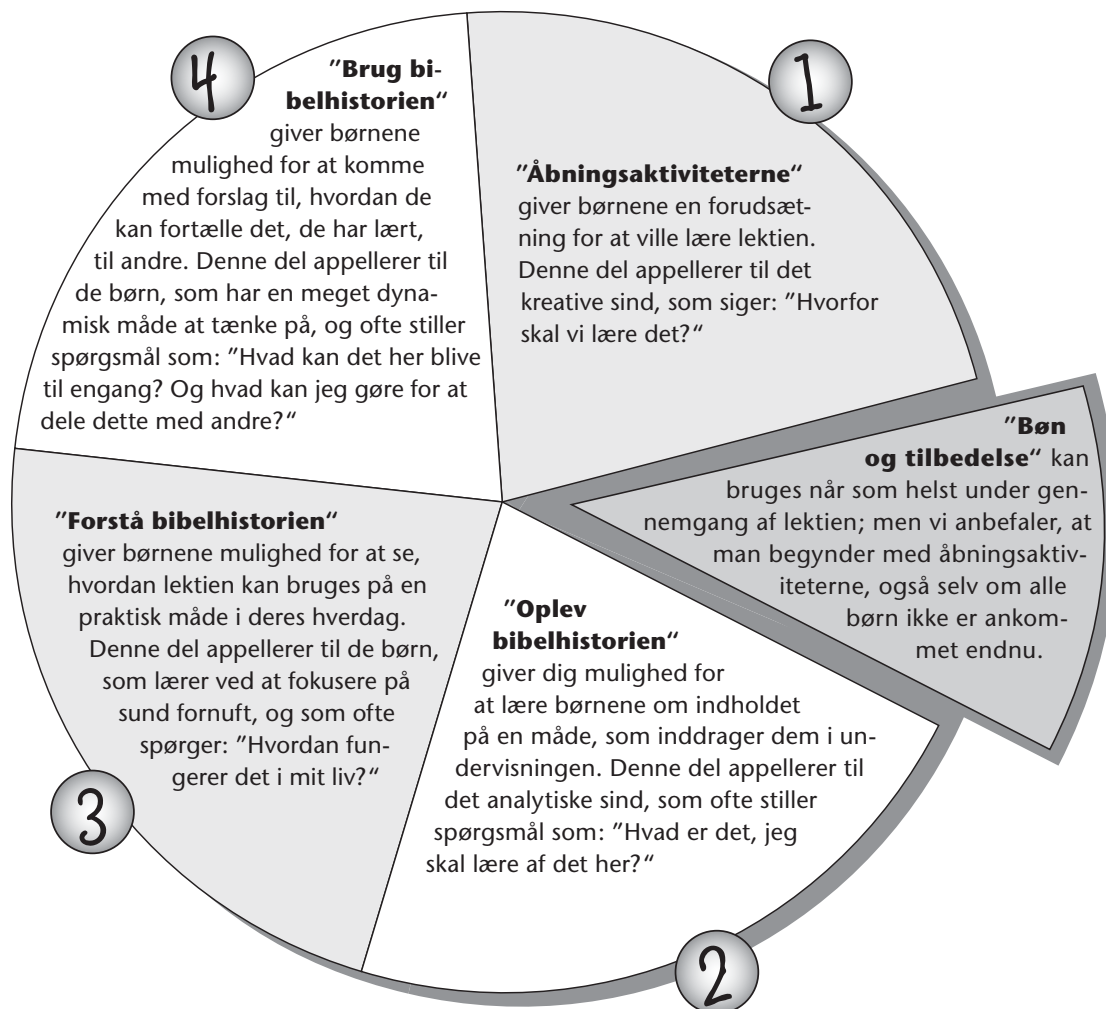 1
”Åbningsaktiviteterne“
giver børnene en forudsæt-
ning for at ville lære lektien.
Denne del appellerer til det
kreative sind, som siger: ”Hvorfor
skal vi lære det?“
”Bøn
og tilbedelse“ kan
bruges når som helst under gen-
nemgang af lektien; men vi anbefaler, at
man begynder med åbningsaktiv-
iteterne, også selv om alle
børn ikke er ankom-
met endnu.
2
”Oplev
bibelhistorien“
giver dig mulighed for
at lære børnene om indholdet
på en måde, som inddrager dem i un-
dervisningen. Denne del appellerer til
det analytiske sind, som ofte stiller
spørgsmål som: ”Hvad er det, jeg
skal lære af det her?“
3
”Forstå bibelhistorien“
giver børnene mulighed for at se,
hvordan lektien kan bruges på en
praktisk måde i deres hverdag.
Denne del appellerer til de børn,
som lærer ved at fokusere på
sund fornuft, og som ofte
spørger: ”Hvordan fun-
gerer det i mit liv?“
4
”Brug bi-
belhistorien“
giver børnene
mulighed for at komme
med forslag til, hvordan de
kan fortælle det, de har lært,
til andre. Denne del appellerer til
de børn, som har en meget dyna-
misk måde at tænke på, og ofte stiller
spørgsmål som: ”Hvad kan det her blive
til engang? Og hvad kan jeg gøre for at
dele dette med andre?“